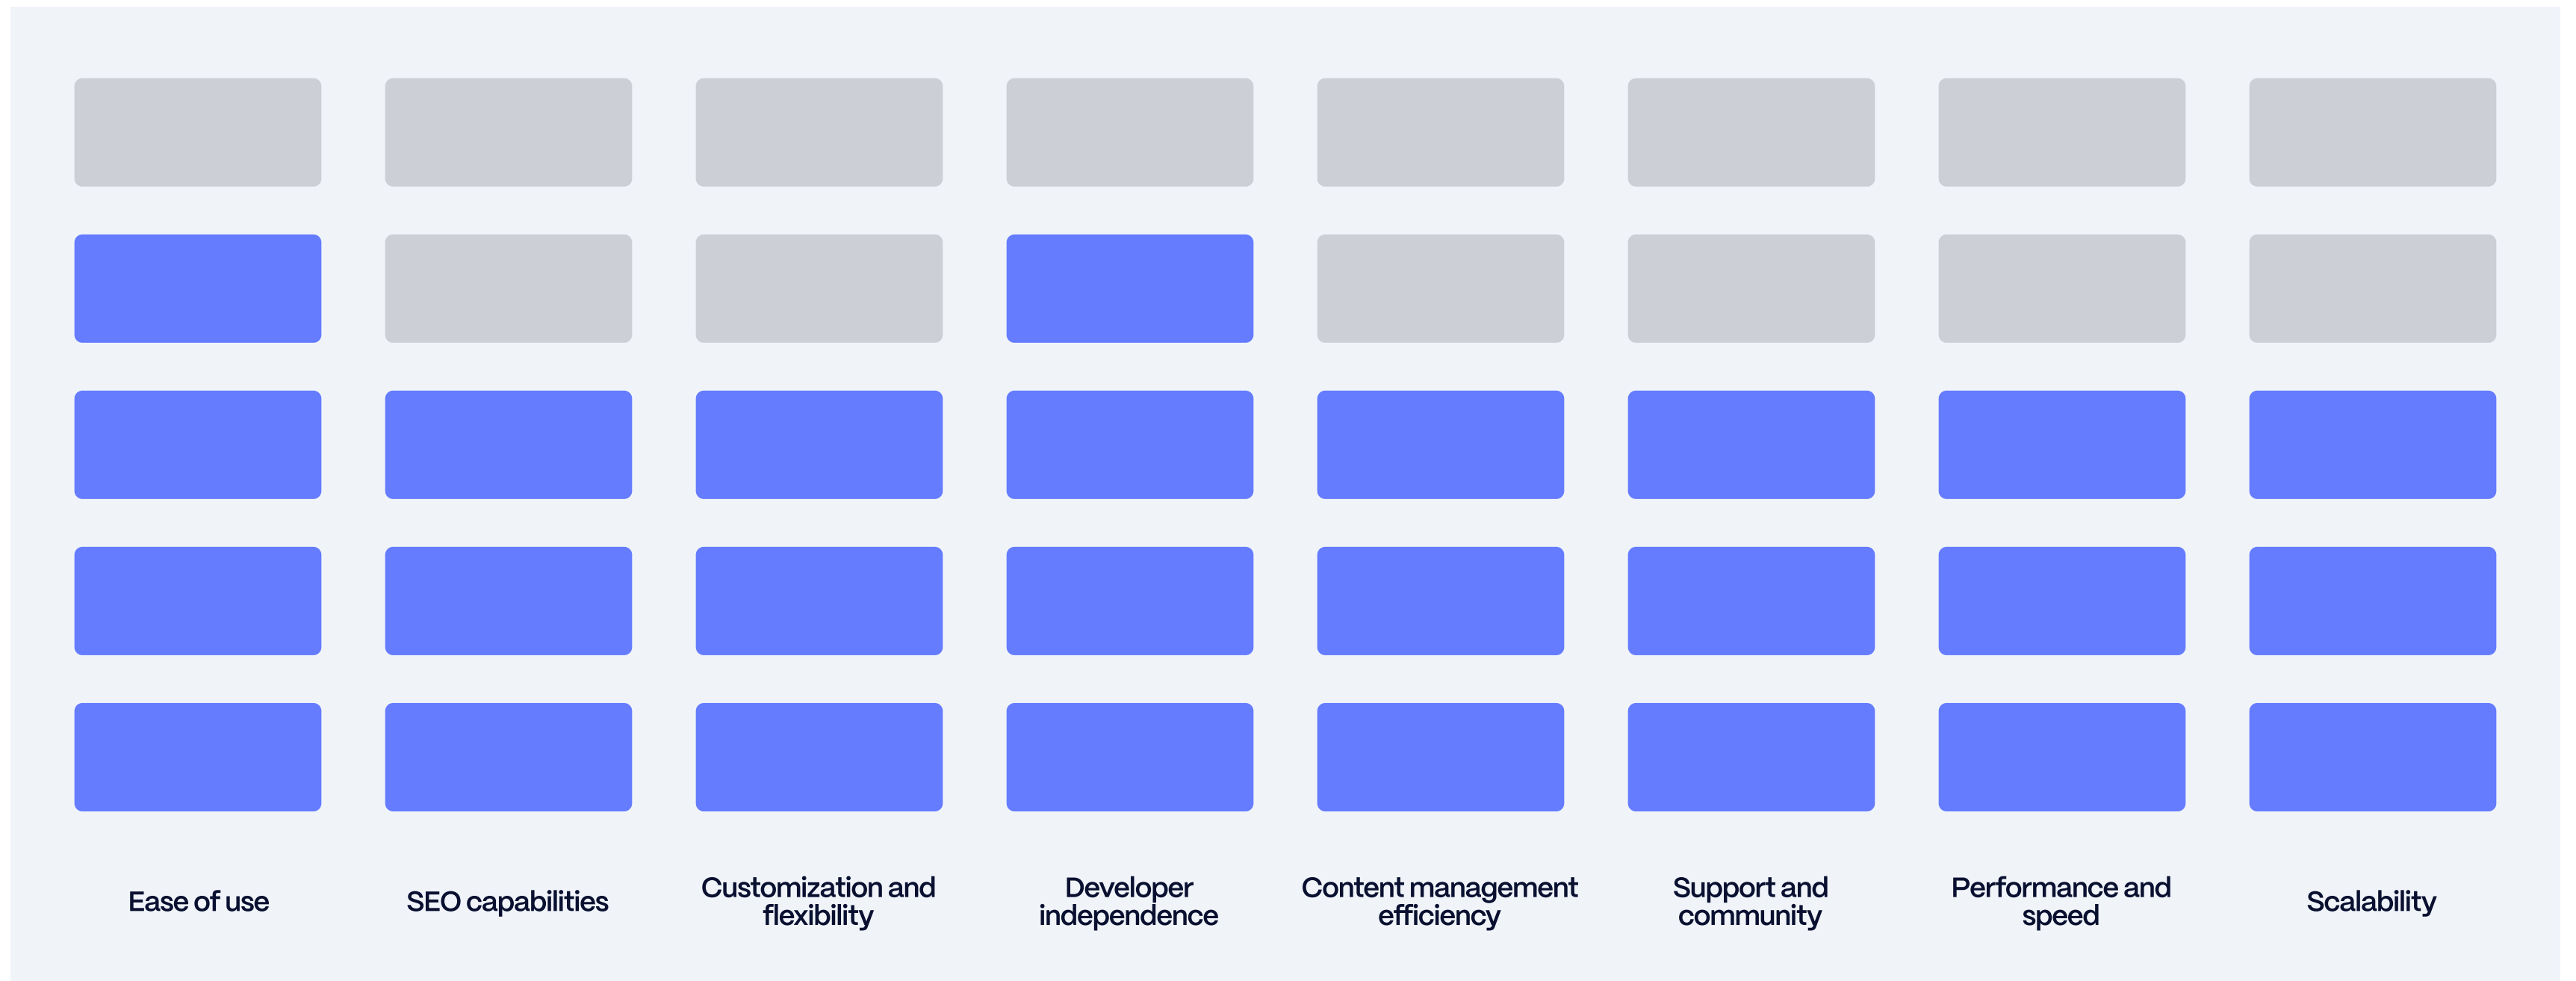 Ease of use
SEO capabilities
Customization and
flexibility
Developer
independence
Content management
efficiency
Support and
community
Performance and
speed
Scalability